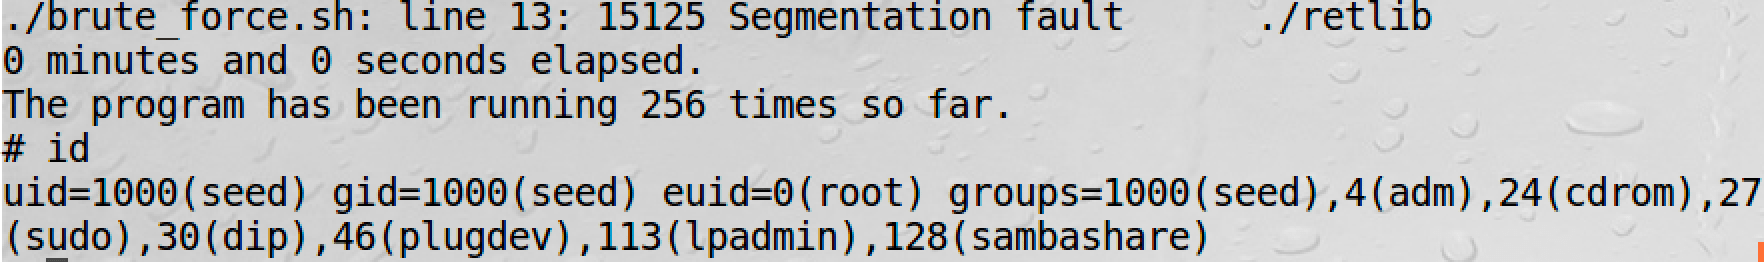 ./brute_force.sh: line 13: 15125 Segmentation fault      ./retlib
0 minutes and 0 seconds elapsed.
The program has been running 256 times so far.
# id
uid=1000(seed) gid=1000(seed) euid=0(root) groups=1000(seed),4(adm),24(cdrom),27
(sudo),30(dip),46(plugdev),113(lpadmin),128(sambashare)